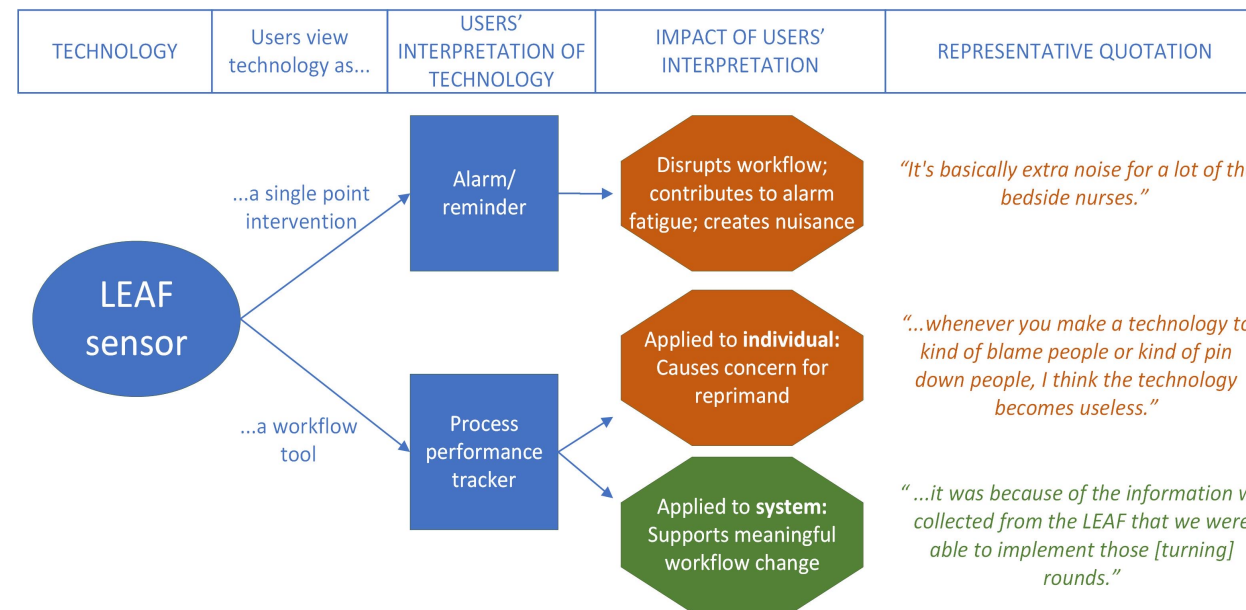 TECHNOLOGY
Users view
technology as...
USERS’
INTERPRETATION OF
TECHNOLOGY
IMPACT OF USERS’
INTERPRETATION
REPRESENTATIVE QUOTATION
LEAF
sensor
...a single point
intervention
Alarm/
reminder
Disrupts workflow;
contributes to alarm
fatigue; creates nuisance
“It's basically extra noise for a lot of
bedside nurses.”
...a workflow
tool
Process
performance
tracker
Applied to individual:
Causes concern for
reprimand
“...whenever you make a technology to
kind of blame people or kind of pin
down people, I think the technology
becomes useless.”
Applied to system:
Supports meaningful
workflow change
“ ...it was because of the information
collected from the LEAF that we were
able to implement those [turning]
rounds.”